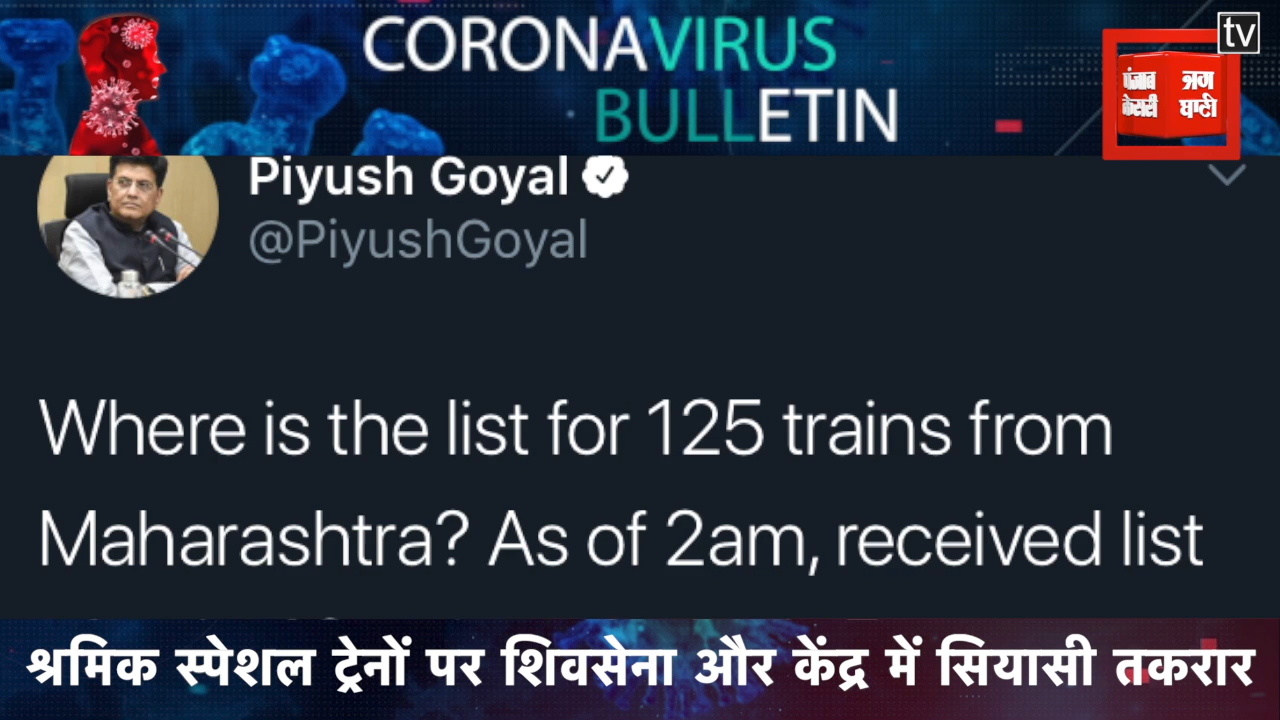 CORONAVIRUS
BULLETIN
tv
पंजाब केसरी
ਜਗ ਬਾਣੀ
Piyush Goyal
@PiyushGoyal
Where is the list for 125 trains from
Maharashtra? As of 2am, received list
श्रमिक स्पेशल ट्रेनों पर शिवसेना और केंद्र में सियासी तकरार